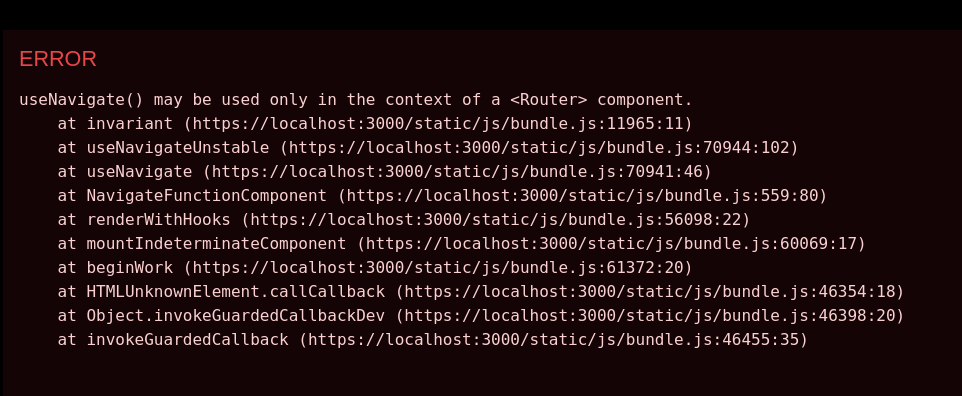 ERROR
useNavigate() may be used only in the context of a <Router> component.
    at invariant (https://localhost:3000/static/js/bundle.js:11965:11)
    at useNavigateUnstable (https://localhost:3000/static/js/bundle.js:70944:102)
    at useNavigate (https://localhost:3000/static/js/bundle.js:70941:46)
    at NavigateFunctionComponent (https://localhost:3000/static/js/bundle.js:559:80)
    at renderWithHooks (https://localhost:3000/static/js/bundle.js:56098:22)
    at mountIndeterminateComponent (https://localhost:3000/static/js/bundle.js:60069:17)
    at beginWork (https://localhost:3000/static/js/bundle.js:61372:20)
    at HTMLUnknownElement.callCallback (https://localhost:3000/static/js/bundle.js:46354:18)
    at Object.invokeGuardedCallbackDev (https://localhost:3000/static/js/bundle.js:46398:20)
    at invokeGuardedCallback (https://localhost:3000/static/js/bundle.js:46455:35)